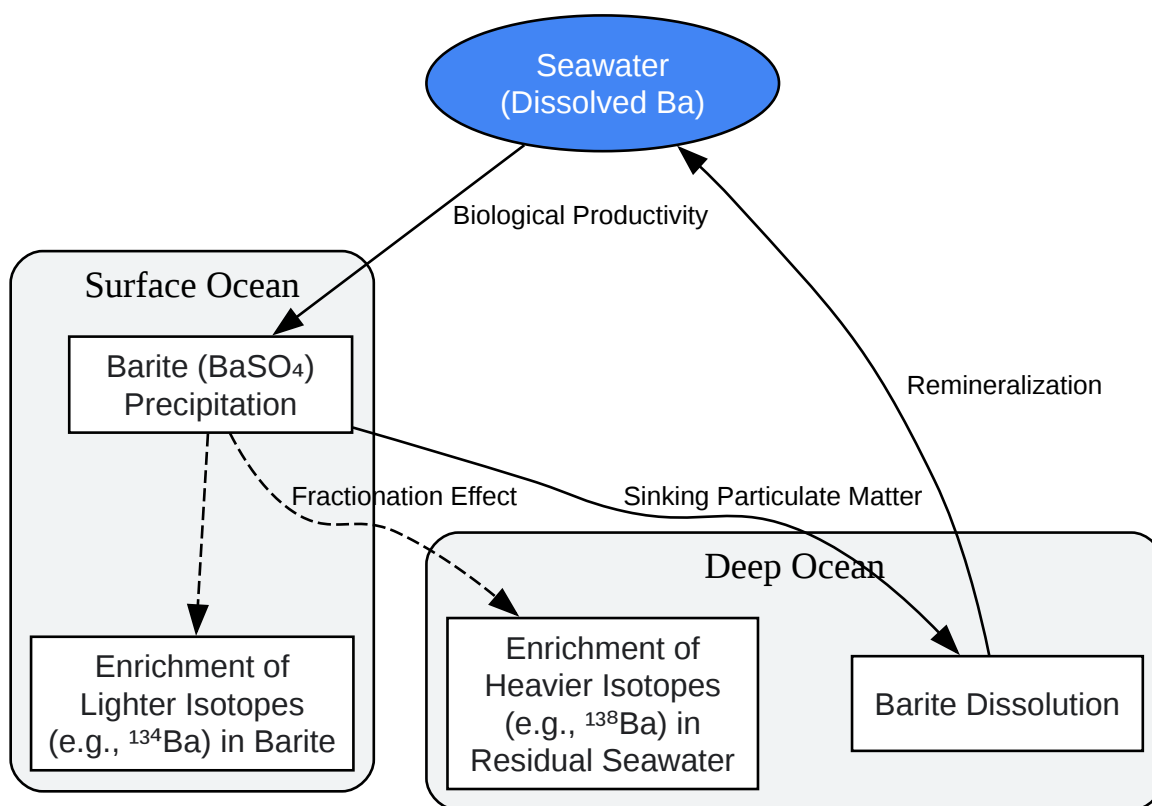 Seawater
(Dissolved Ba)
Biological Productivity
Surface Ocean
Barite (BaSO₄)
Precipitation
Remineralization
Fractionation Effect
Sinking Particulate Matter
Deep Ocean
Enrichment of
Lighter Isotopes
(e.g., ¹³⁴Ba) in Barite
Enrichment of
Heavier Isotopes
(e.g., ¹³⁸Ba) in
Residual Seawater
Barite Dissolution